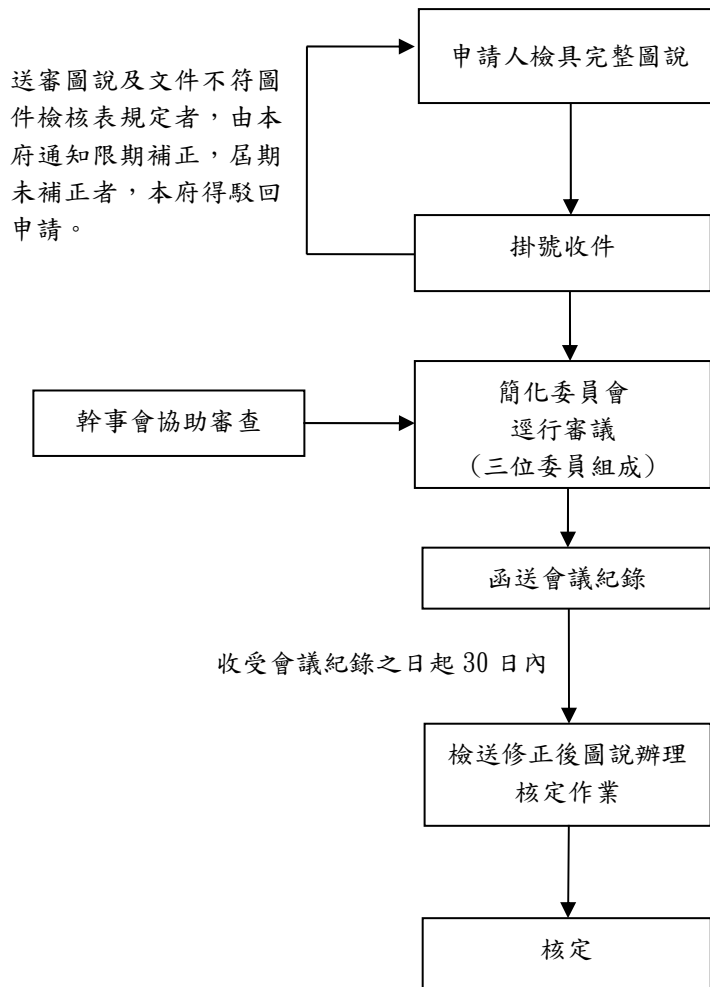 申請人檢具完整圖說
送審圖說及文件不符圖
件檢核表規定者，由本
府通知限期補正，屆期
未補正者，本府得駁回
申請。
掛號收件
簡化委員會
逕行審議
（三位委員組成）
幹事會協助審查
函送會議紀錄
收受會議紀錄之日起 30 日內
檢送修正後圖說辦理
核定作業
核定